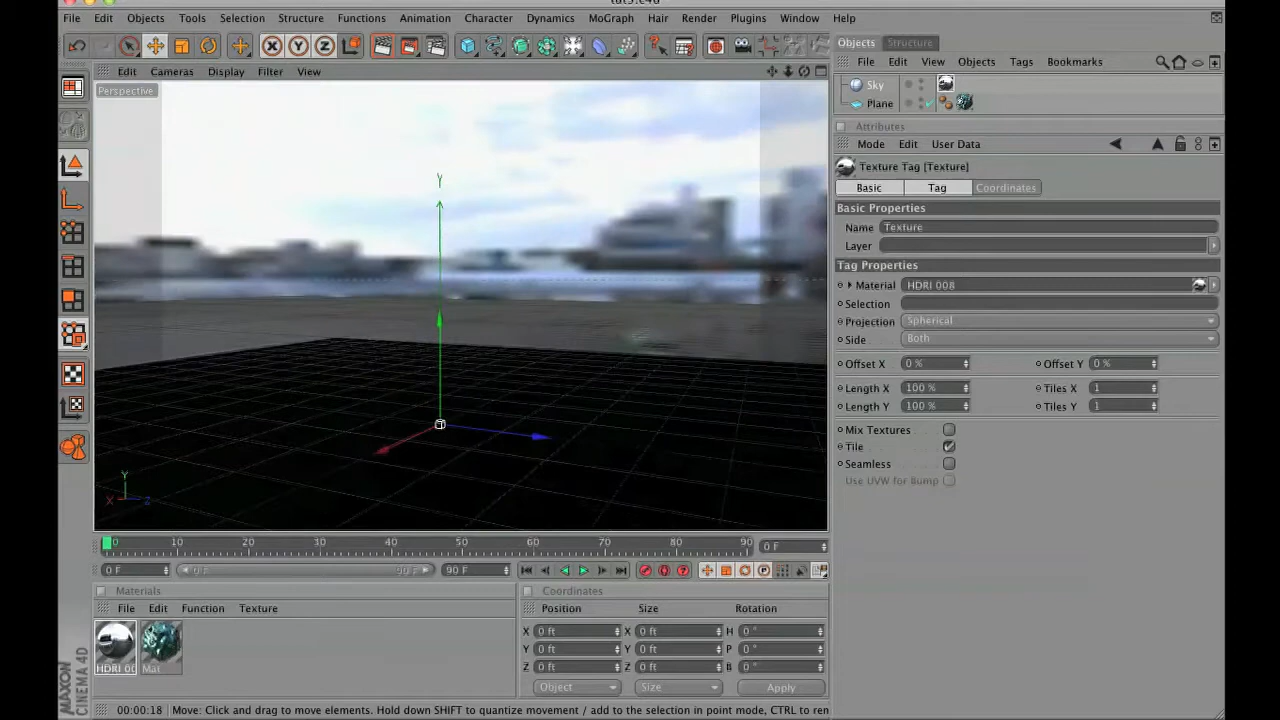 File Edit Objects Tools Selection Structure Functions Animation Character Dynamics MoGraph Hair Render Plugins Window Help
Objects Structure
File Edit View Objects Tags Bookmarks
Sky
Plane
Edit Cameras Display Filter View
Perspective
Y
Y
X
Z
Attributes
Mode Edit User Data
Texture Tag [Texture]
Basic Tag Coordinates
Basic Properties
Name Texture
Layer
Tag Properties
Material HDRI 008
Selection
Projection Spherical
Side Both
Offset X 0 % Offset Y 0 %
Length X 100 % Tiles X 1
Length Y 100 % Tiles Y 1
Mix Textures
Tile
Seamless
Use UVW for Bump
0 10 20 30 40 50 60 70 80 90 0 F
0 F 0 F 90 F 90 F
Materials
File Edit Function Texture
HDRI 00
Mat
Coordinates
Position Size Rotation
X 0 ft X 0 ft H 0 °
Y 0 ft Y 0 ft P 0 °
Z 0 ft Z 0 ft B 0 °
Object Size Apply
MAXON
CINEMA 4D
00:00:18 Move: Click and drag to move elements. Hold down SHIFT to quantize movement / add to the selection in point mode, CTRL to ren